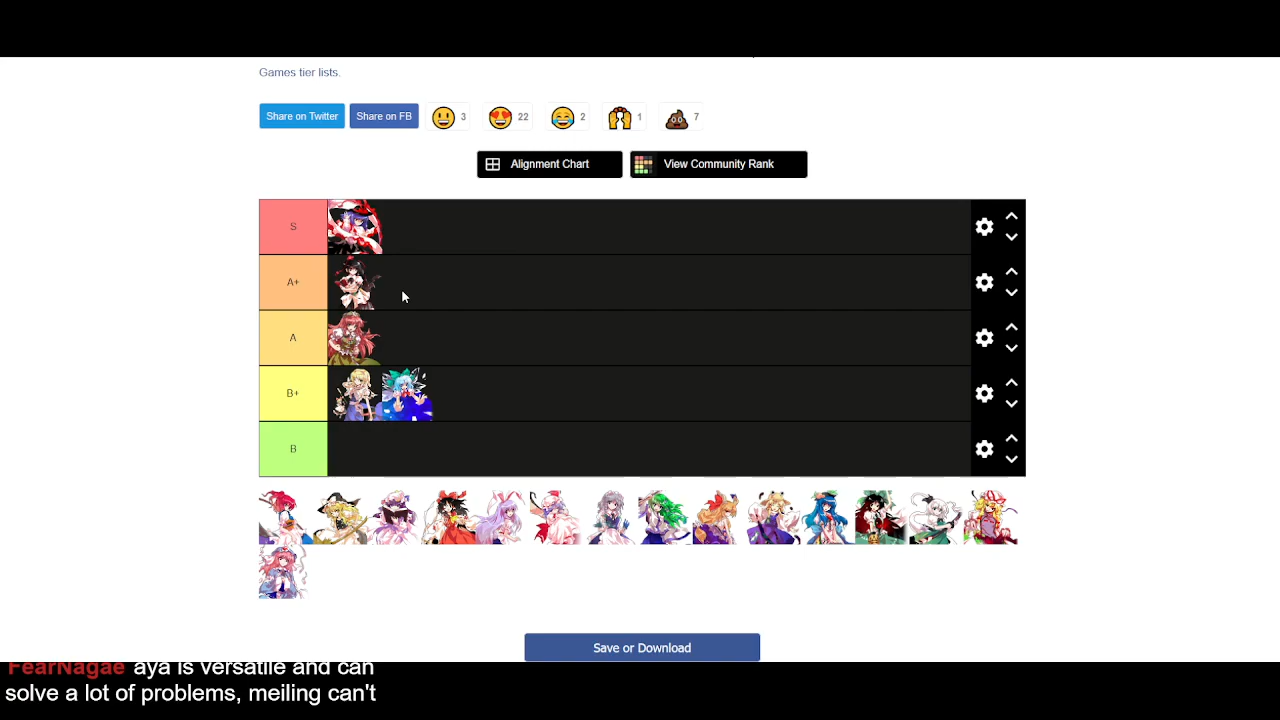 Games tier lists.
Share on Twitter
Share on FB
3
22
2
1
7
Alignment Chart
View Community Rank
S
A+
A
B+
B
Save or Download
FearNagae aya is versatile and can
solve a lot of problems, meiling can't